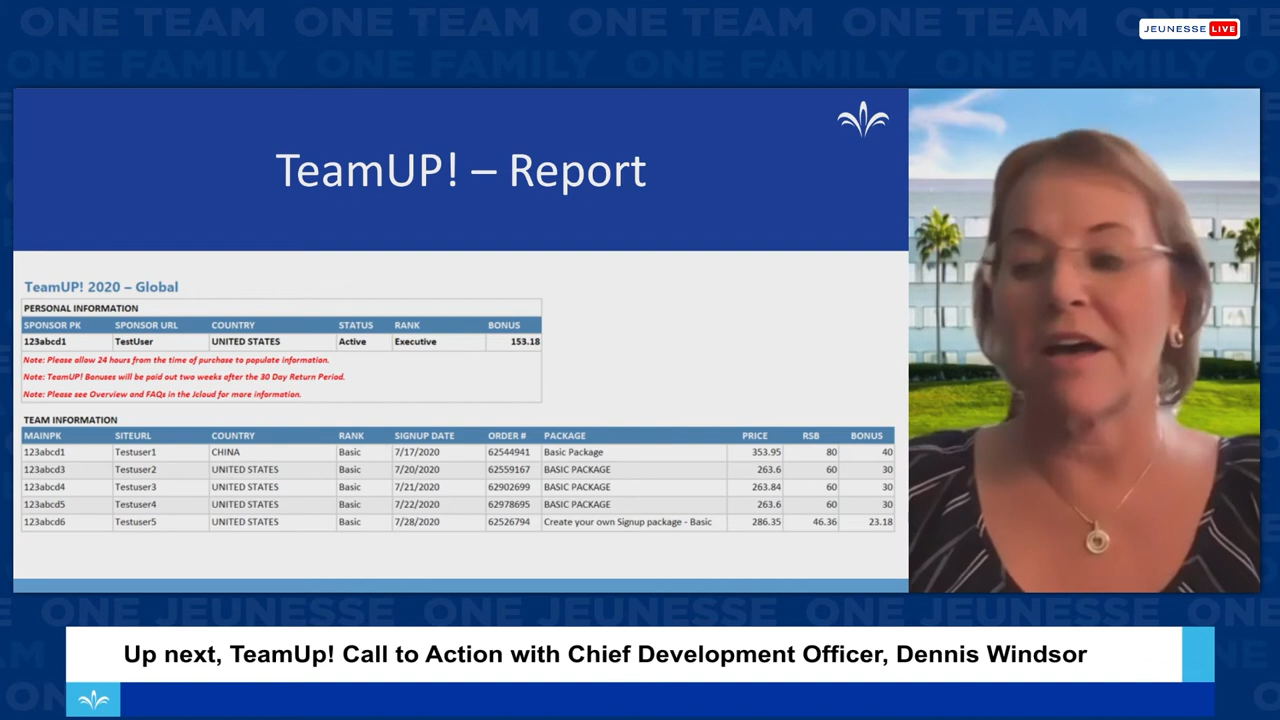 ONE TEAM ONE TEAM ONE TEAM ONE TEAM
JEUNESSE LIVE
ONE FAMILY ONE FAMILY ONE FAMILY
TeamUP! – Report
TeamUP! 2020 – Global
PERSONAL INFORMATION
SPONSOR PK SPONSOR URL COUNTRY STATUS RANK BONUS
123abcd1 TestUser UNITED STATES Active Executive 153.18
Note: Please allow 24 hours from the time of purchase to populate information.
Note: TeamUP! Bonuses will be paid out two weeks after the 30 Day Return Period.
Note: Please see Overview and FAQs in the Jcloud for more information.
TEAM INFORMATION
MAINPK SITEURL COUNTRY RANK SIGNUP DATE ORDER # PACKAGE PRICE RSB BONUS
123abcd1 Testuser1 CHINA Basic 7/17/2020 62544941 Basic Package 353.95 80 40
123abcd3 Testuser2 UNITED STATES Basic 7/20/2020 62559167 BASIC PACKAGE 263.6 60 30
123abcd4 Testuser3 UNITED STATES Basic 7/21/2020 62902699 BASIC PACKAGE 263.84 60 30
123abcd5 Testuser4 UNITED STATES Basic 7/22/2020 62978695 BASIC PACKAGE 263.6 60 30
123abcd6 Testuser5 UNITED STATES Basic 7/28/2020 62526794 Create your own Signup package - Basic 286.35 46.36 23.18
ONE JEUNESSE ONE JEUNESSE ONE JEUNESSE ONE
Up next, TeamUp! Call to Action with Chief Development Officer, Dennis Windsor